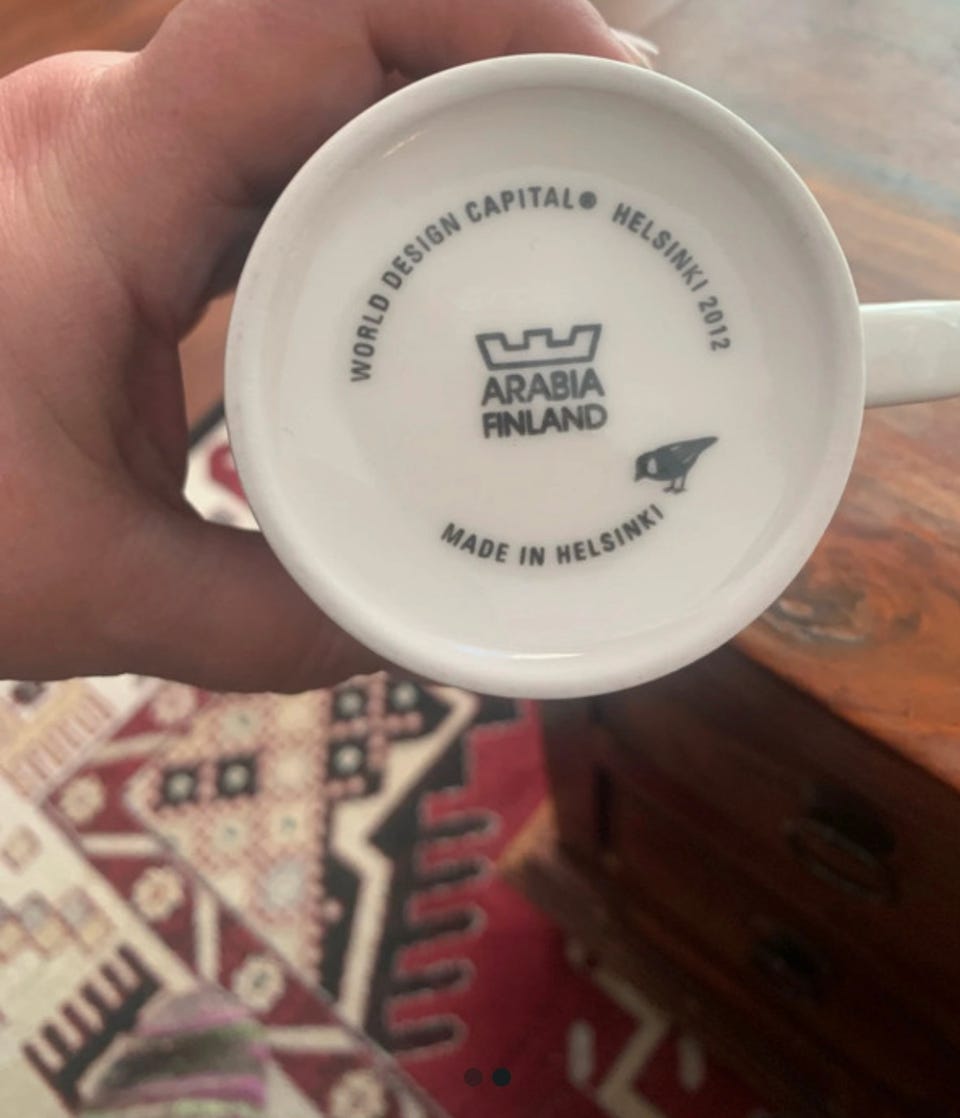 WORLD DESIGN CAPITAL® HELSINKI 2012
ARABIA
FINLAND
MADE IN HELSINKI